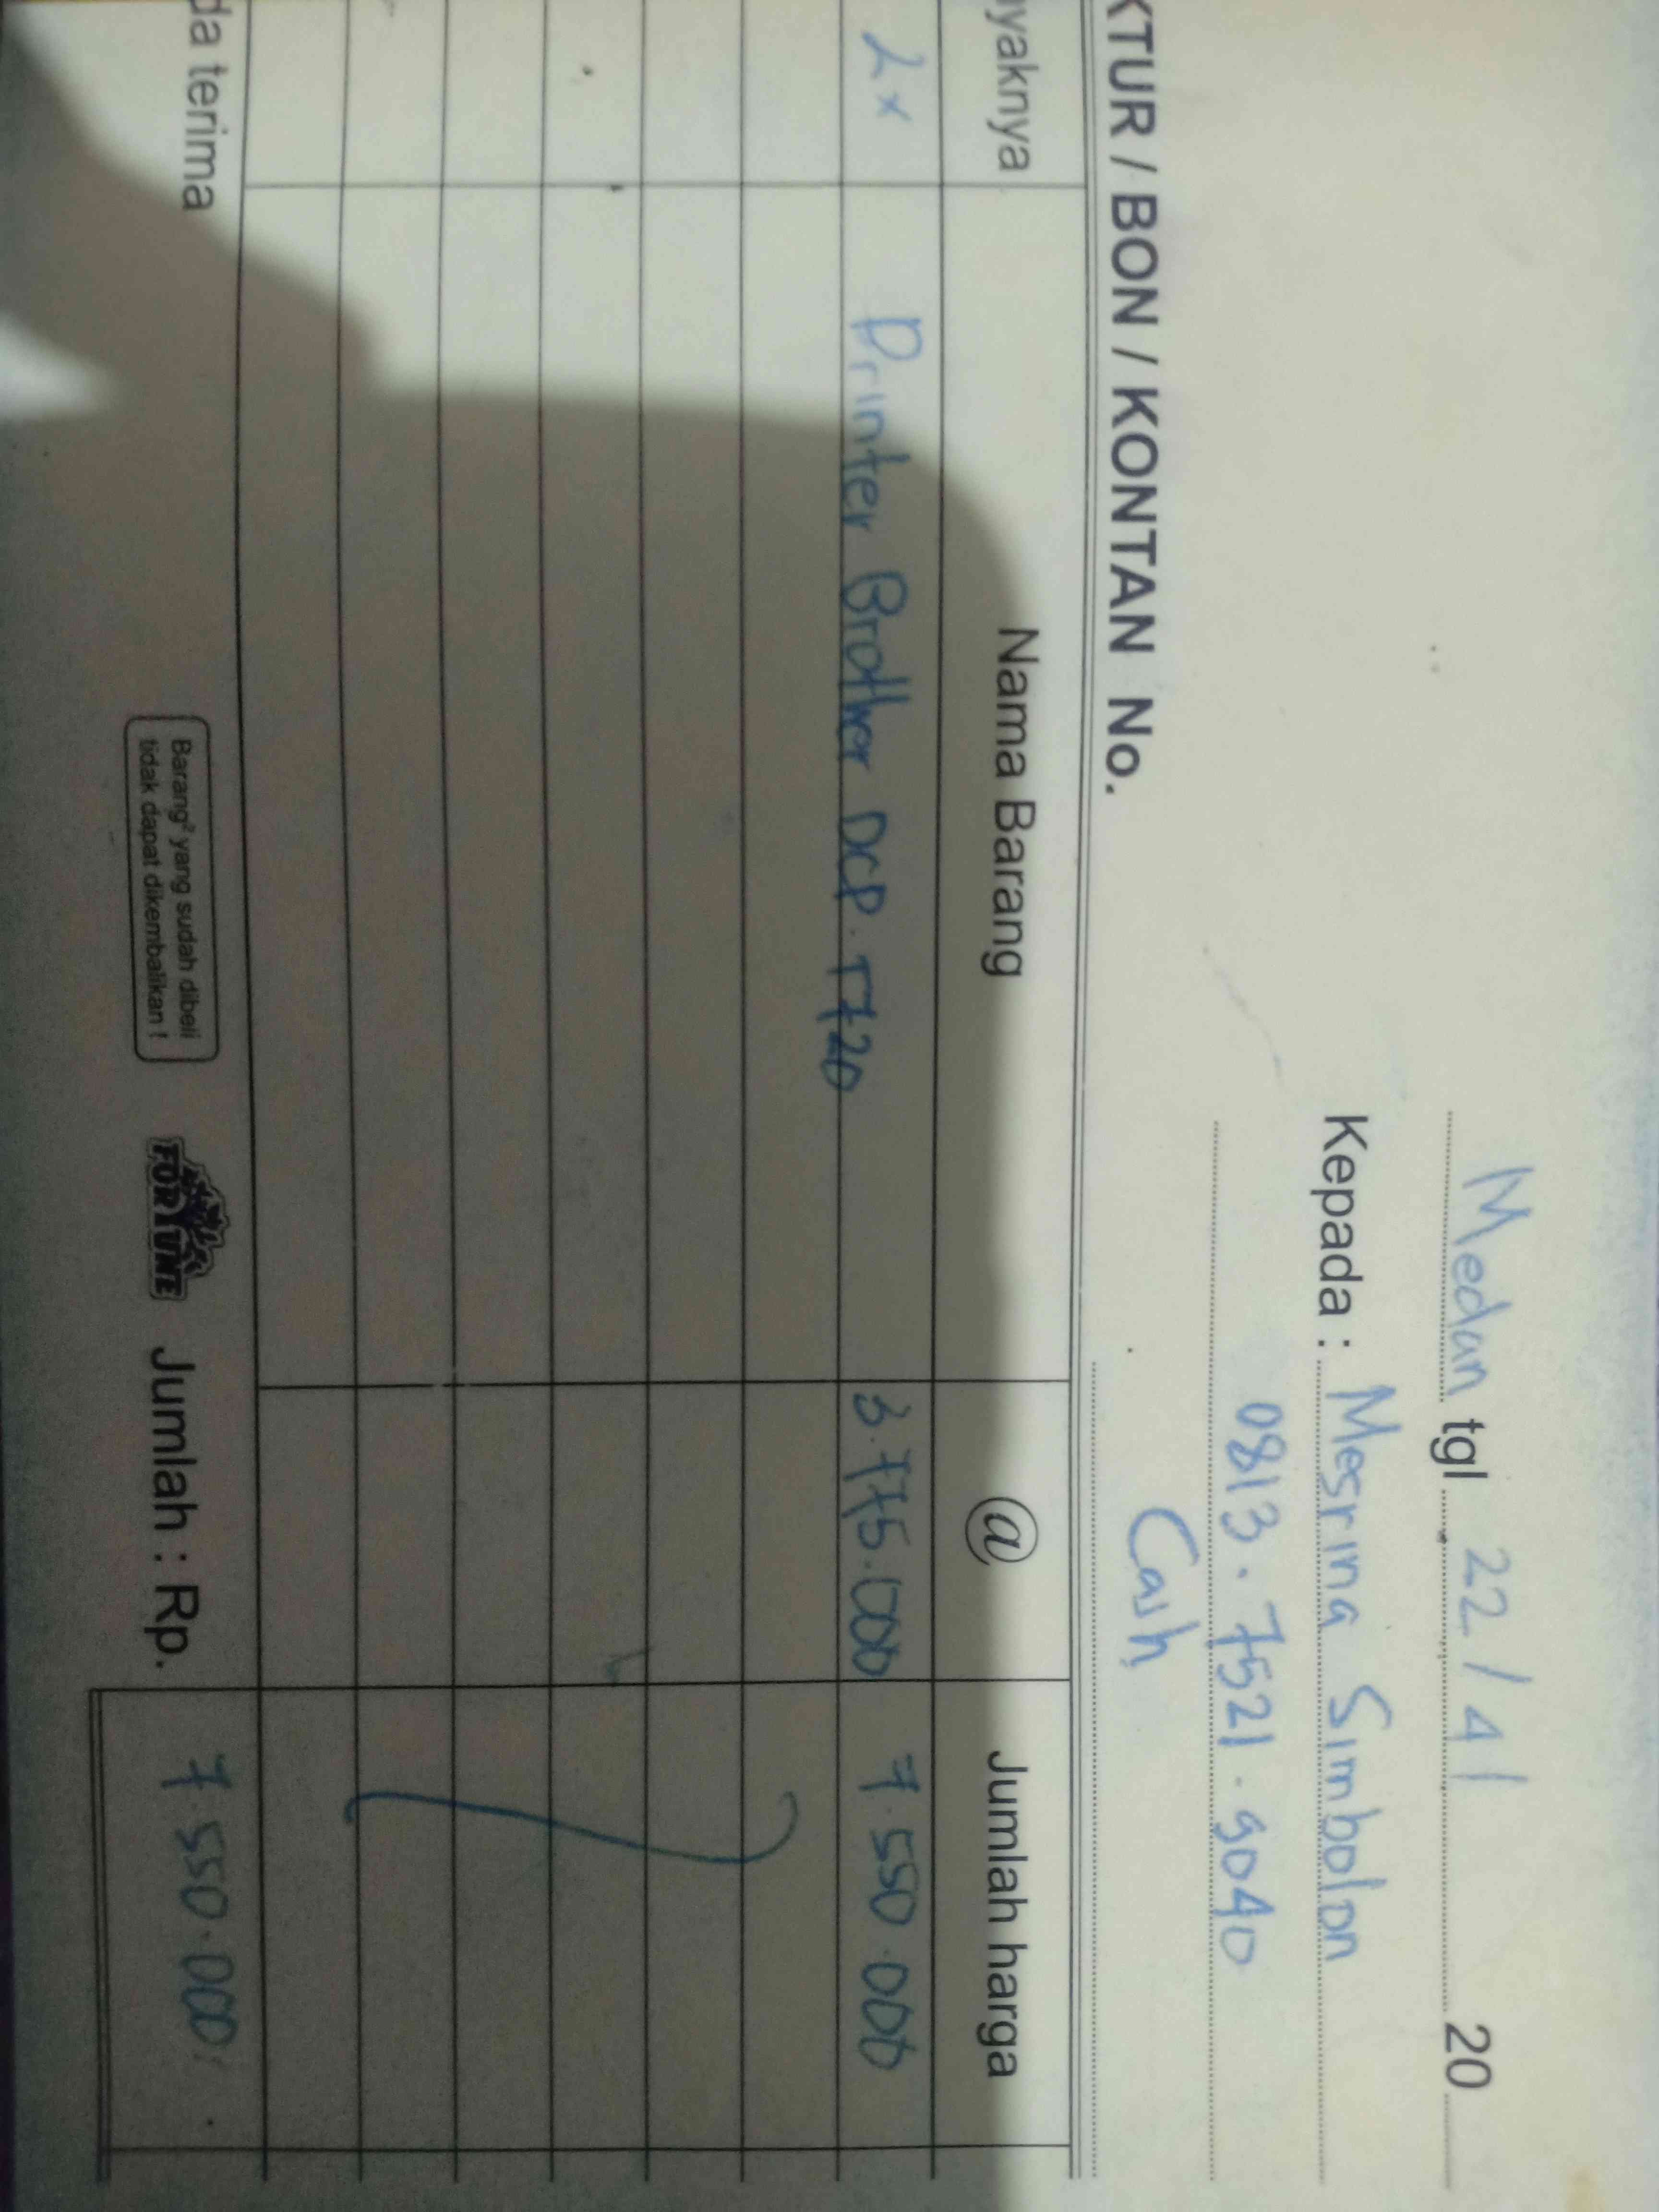 Medan tgl 22/4/ 20
Kepada : Mesrina Simbolon
0813.7521.9040
Cash
KTUR / BON / KONTAN No.
yaknya Nama Barang @ Jumlah harga
2x Printer Brother DCP.T720 3.775.000 7.550.000
da terima
Barang² yang sudah dibeli
tidak dapat dikembalikan !
FORTUNE
Jumlah : Rp. 7.550.000